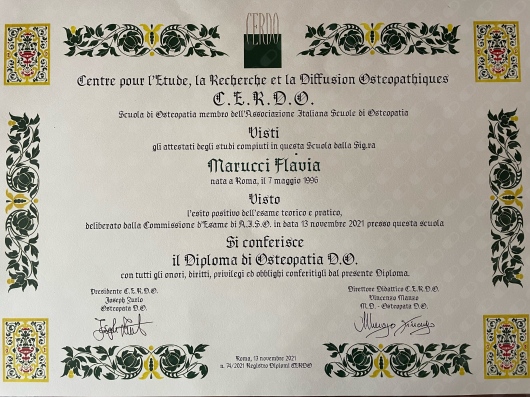 CERDO
Centre pour l'Etude, la Recherche et la Diffusion Osteopathiques
C.E.R.D.O.
Scuola di Osteopatia membro dell'Associazione Italiana Scuole di Osteopatia
Visti
gli attestati degli studi compiuti in questa Scuola dalla Sig.ra
Marucci Flavia
nata a Roma, il 7 maggio 1996
Visto
l'esito positivo dell'esame teorico e pratico,
deliberato dalla Commissione d'Esame di A.I.S.O. in data 13 novembre 2021 presso questa scuola
Si conferisce
il Diploma di Osteopatia D.O.
con tutti gli onori, diritti, privilegi ed obblighi conferitigli dal presente Diploma.
Presidente C.E.R.D.O.
Joseph Zurlo
Osteopata D.O.
Direttore Didattico C.E.R.D.O.
Vincenzo Manzo
M.D. - Osteopata D.O.
Roma, 13 novembre 2021
n. 74/2021 Registro Diplomi CERDO